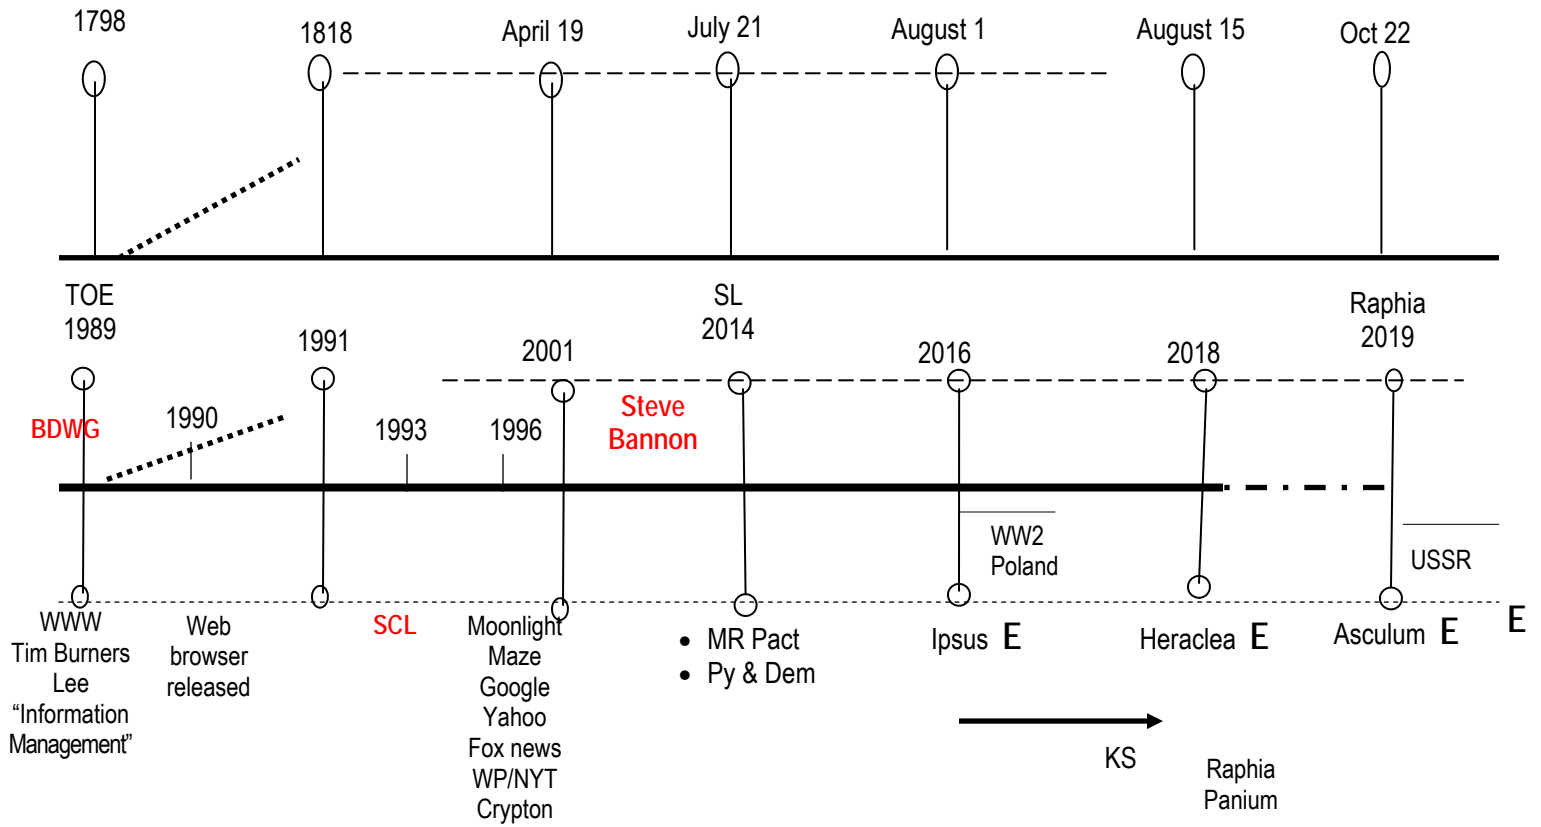 1798
1818
April 19
July 21
August 1
August 15
Oct 22
TOE
1989
1991
2001
SL
2014
2016
2018
Raphia
2019
BDWG
1990
1993
1996
Steve
Bannon
WW2
Poland
USSR
WWW
Tim Burners
Lee
“Information
Management”
Web
browser
released
SCL
Moonlight
Maze
Google
Yahoo
Fox news
WP/NYT
Crypton
• MR Pact
• Py & Dem
Ipsus E
Heraclea E
Asculum E
E
KS
Raphia
Panium